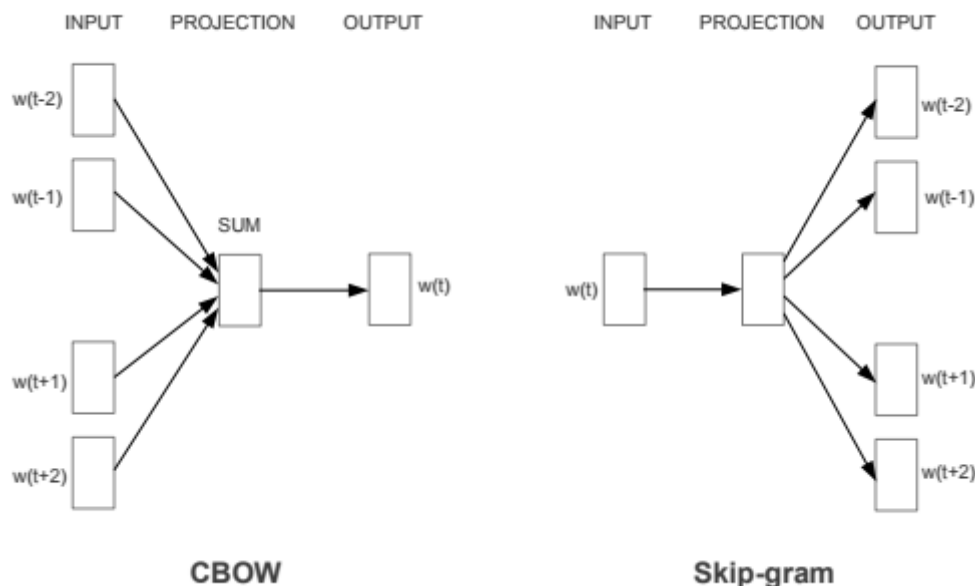 INPUT PROJECTION OUTPUT
w(t-2)
w(t-1)
SUM
w(t)
w(t+1)
w(t+2)
CBOW
INPUT PROJECTION OUTPUT
w(t-2)
w(t-1)
w(t)
w(t+1)
w(t+2)
Skip-gram